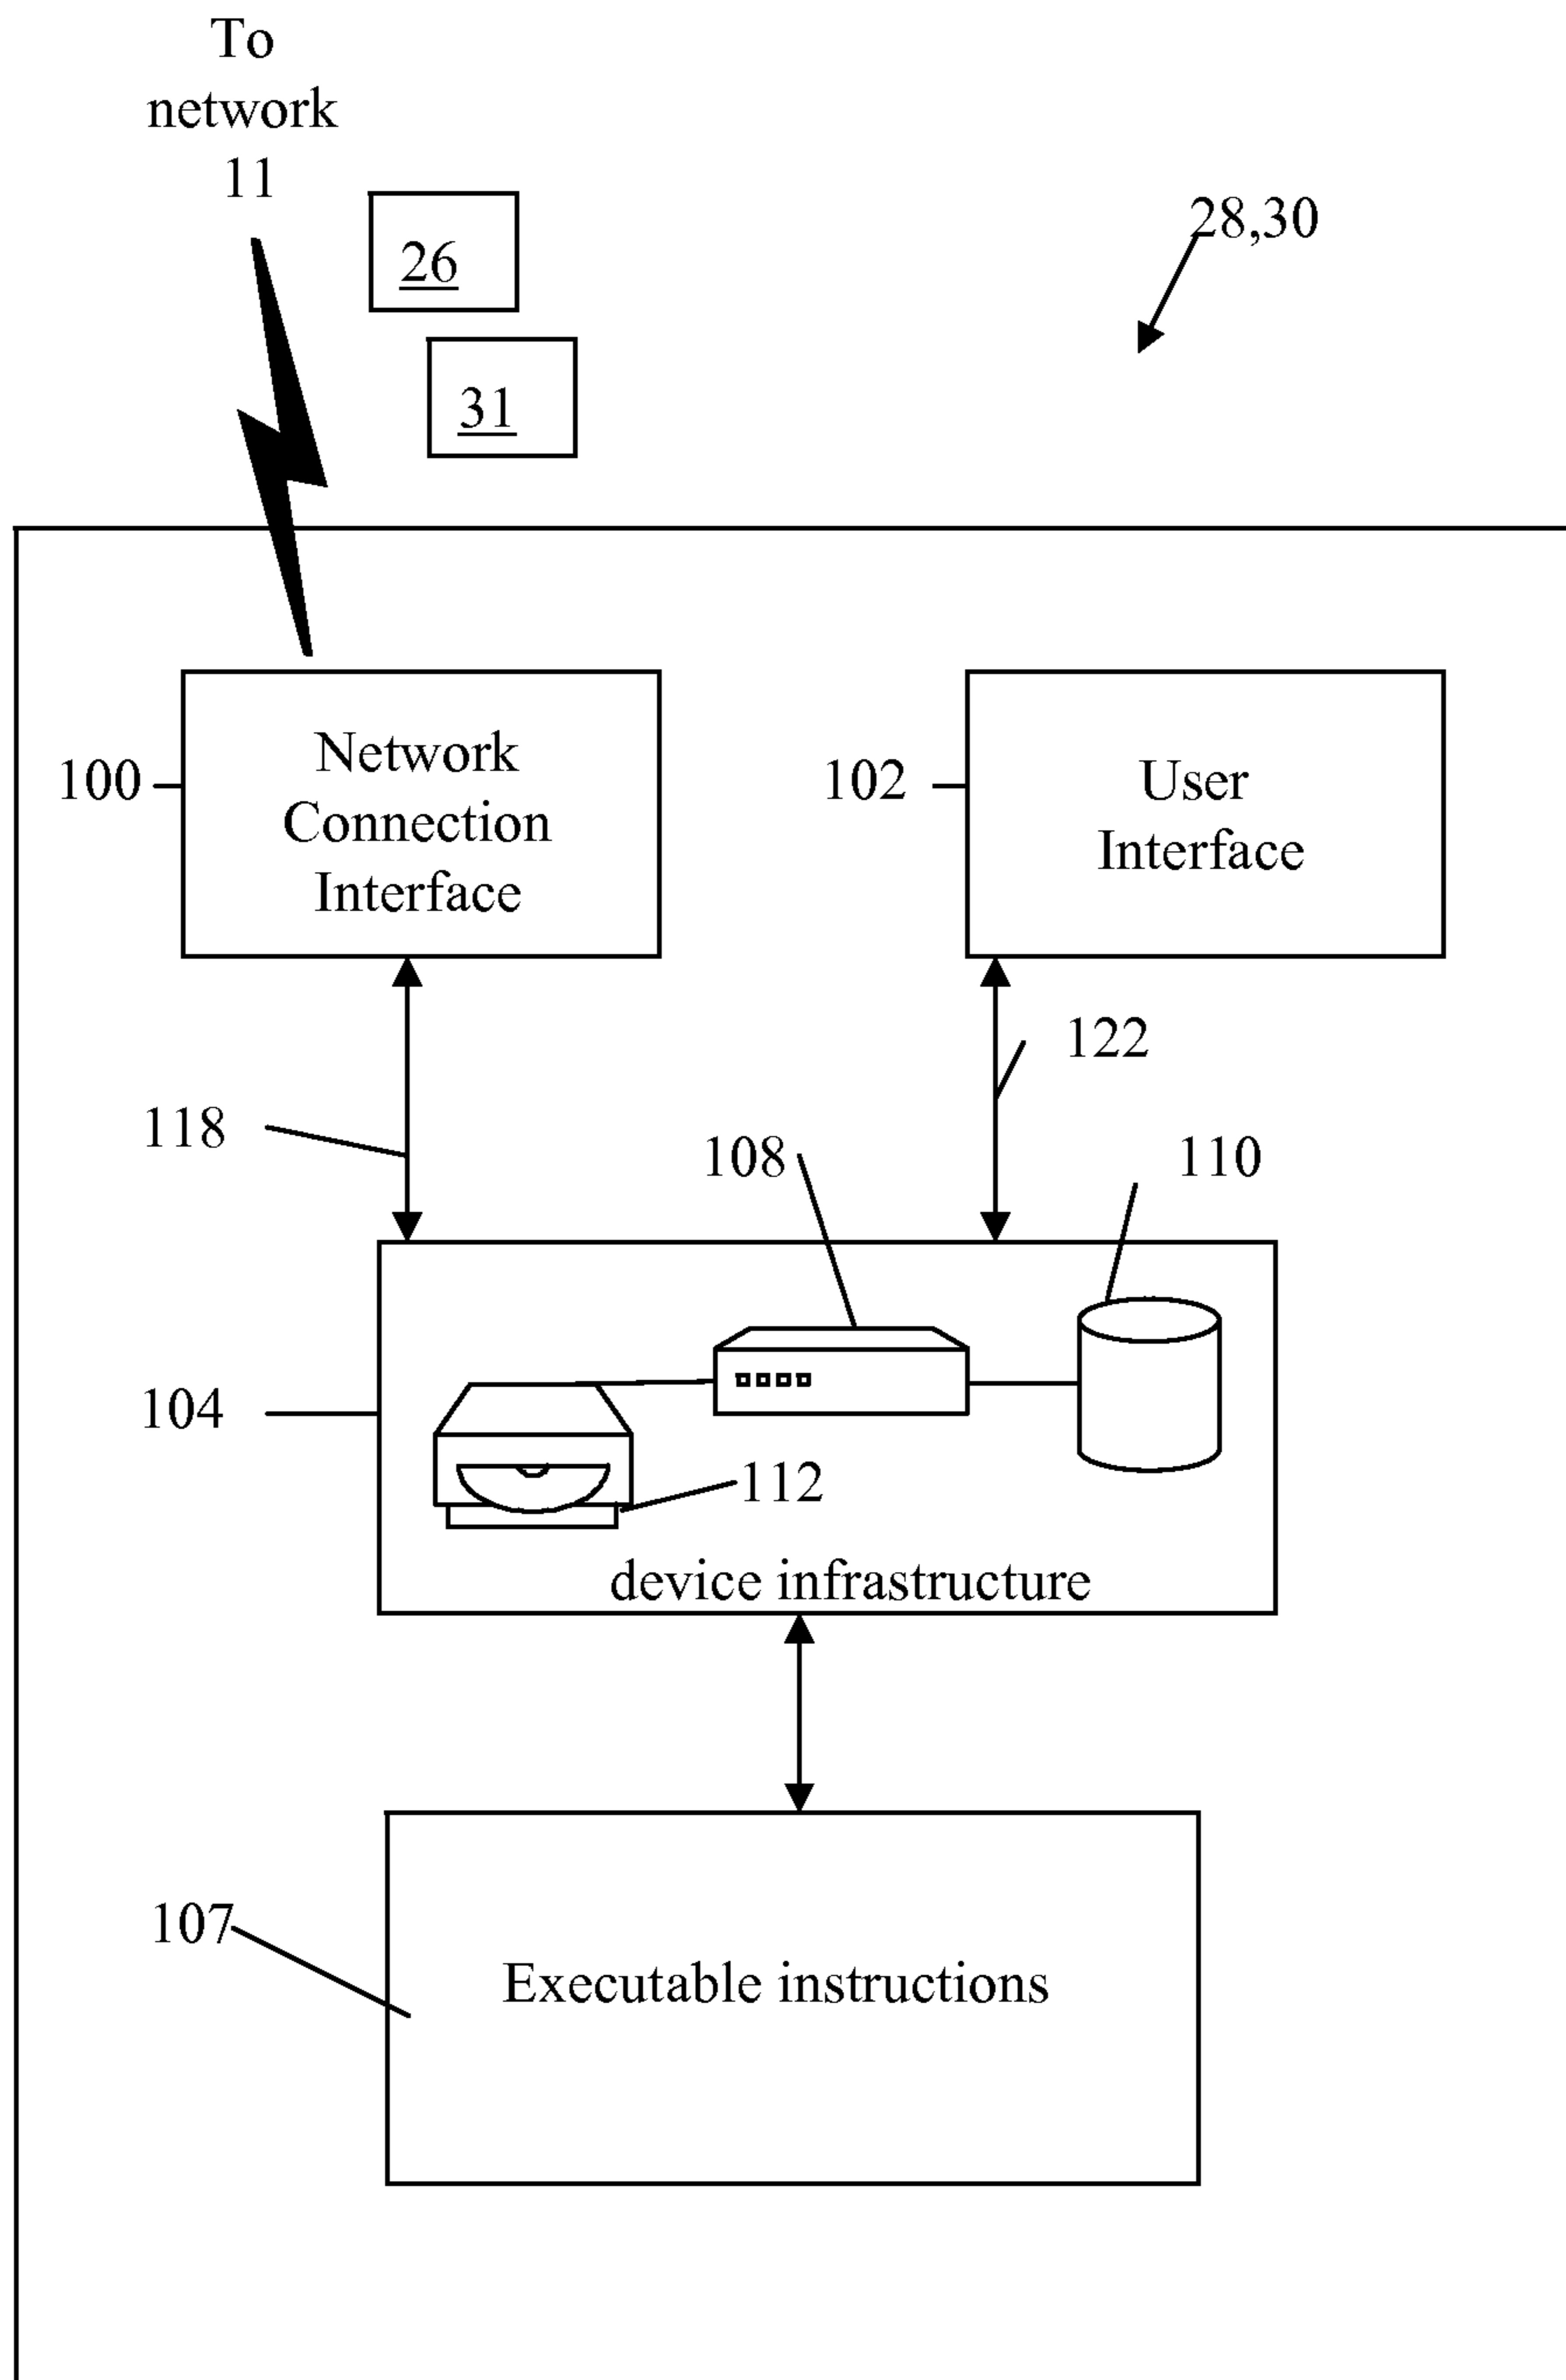 To
network
11
26
28,30
31
100
Network
Connection
Interface
102
User
Interface
122
118
108
110
104
112
device infrastructure
107
Executable instructions